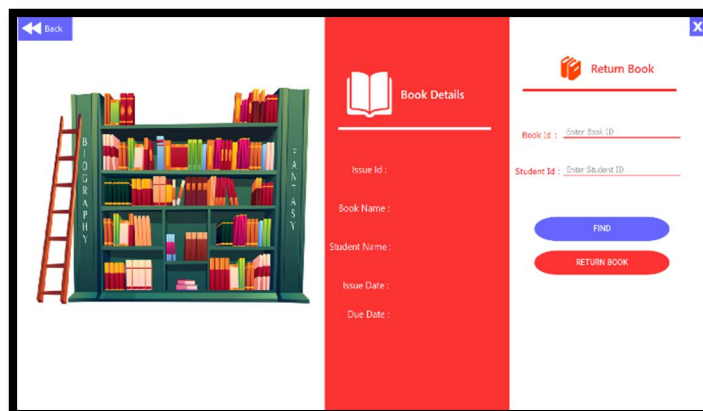 Back
X
BIOGRAPHY
FANTASY
Book Details
Issue Id :
Book Name :
Student Name :
Issue Date :
Due Date :
Return Book
Book Id : Enter Book ID
Student Id : Enter Student ID
FIND
RETURN BOOK